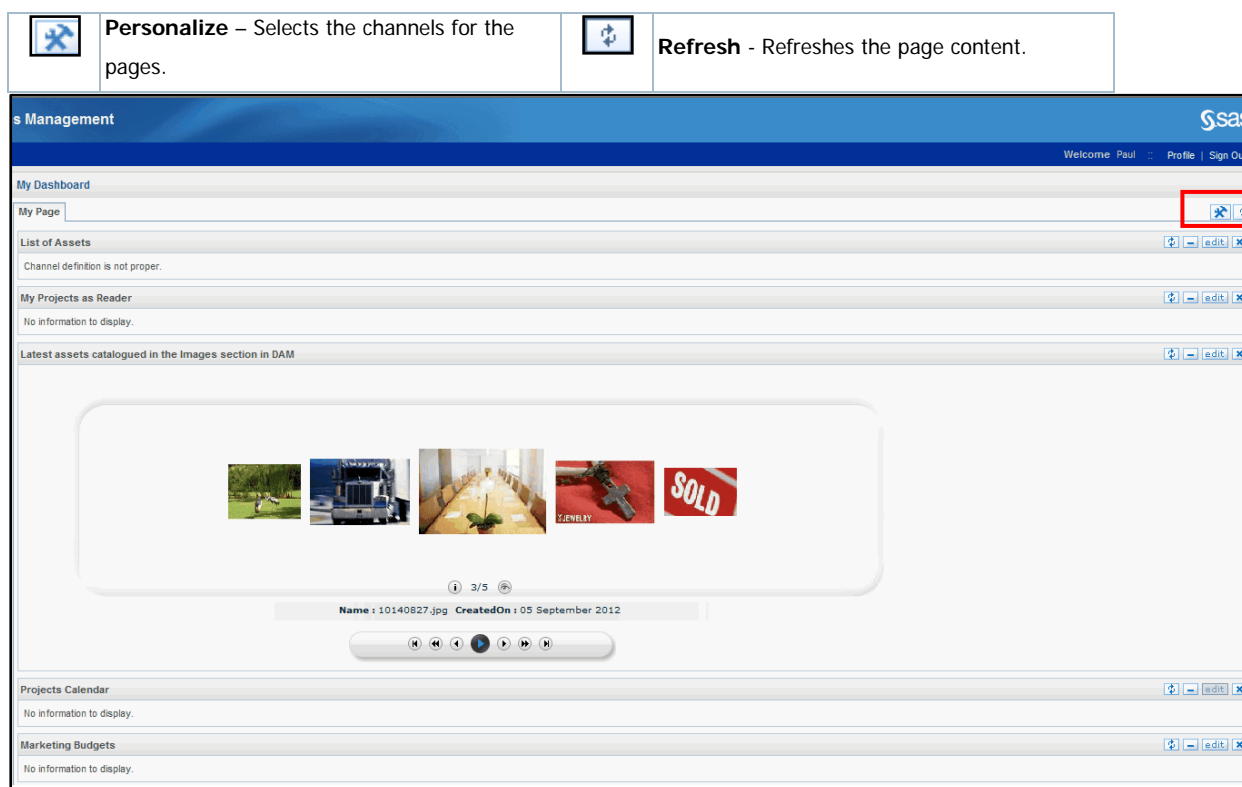 Personalize – Selects the channels for the
pages.
Refresh - Refreshes the page content.
s Management
sas
Welcome Paul :: Profile | Sign Ou
My Dashboard
My Page
List of Assets
edit
Channel definition is not proper.
My Projects as Reader
edit
No information to display.
Latest assets catalogued in the Images section in DAM
edit
YJEWELRY
SOLD
i 3/5
Name : 10140827.jpg CreatedOn : 05 September 2012
Projects Calendar
edit
No information to display.
Marketing Budgets
edit
No information to display.